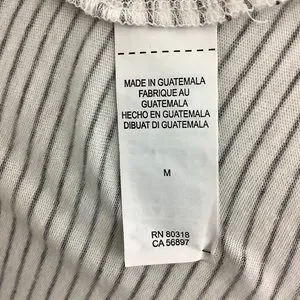 MADE IN GUATEMALA
FABRIQUE AU
GUATEMALA
HECHO EN GUATEMALA
DIBUAT DI GUATEMALA
M
RN 80318
CA 56897